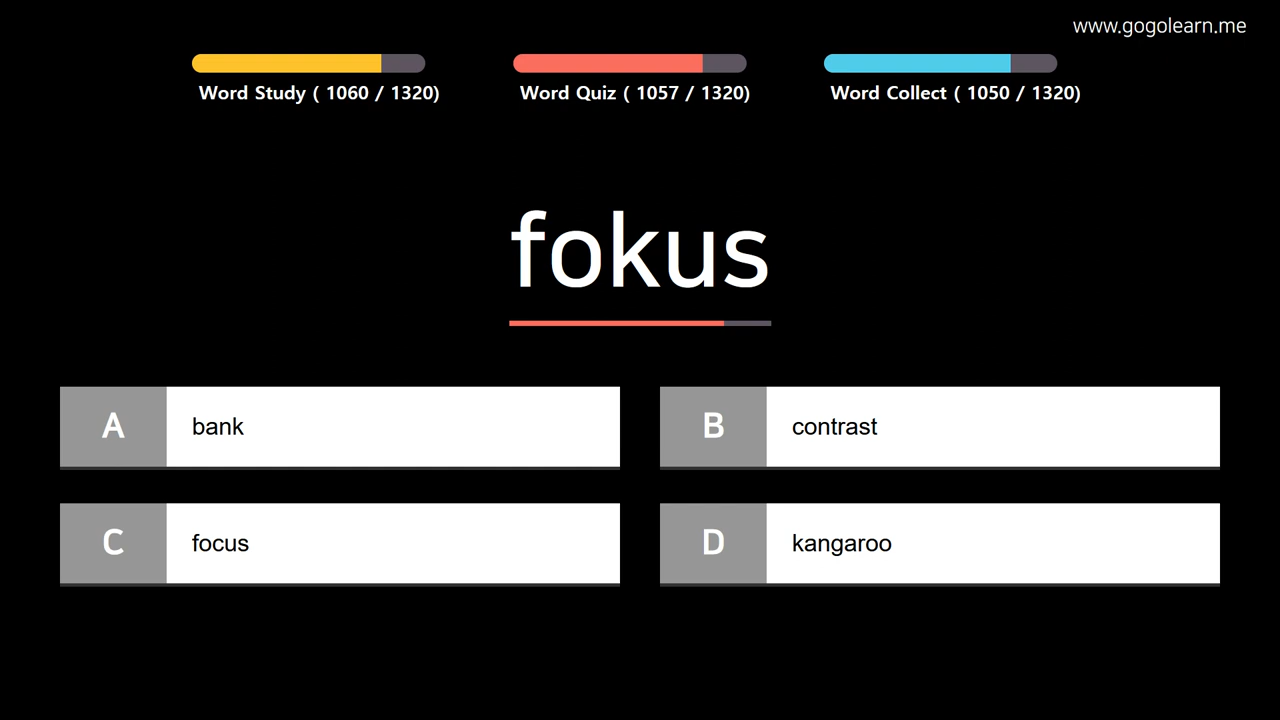 www.gogolearn.me
Word Study ( 1060 / 1320)
Word Quiz ( 1057 / 1320)
Word Collect ( 1050 / 1320)
fokus
A bank
B contrast
C focus
D kangaroo